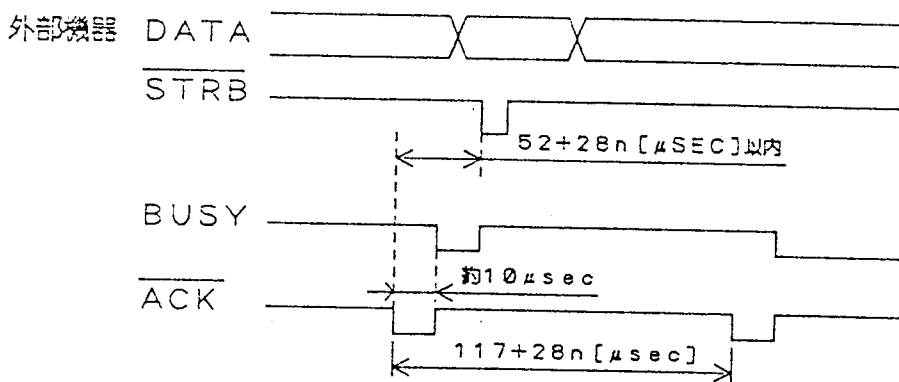 外部機器 DATA
STRB
52+28n[μSEC]以内
BUSY
約10μsec
ACK
117+28n[μsec]